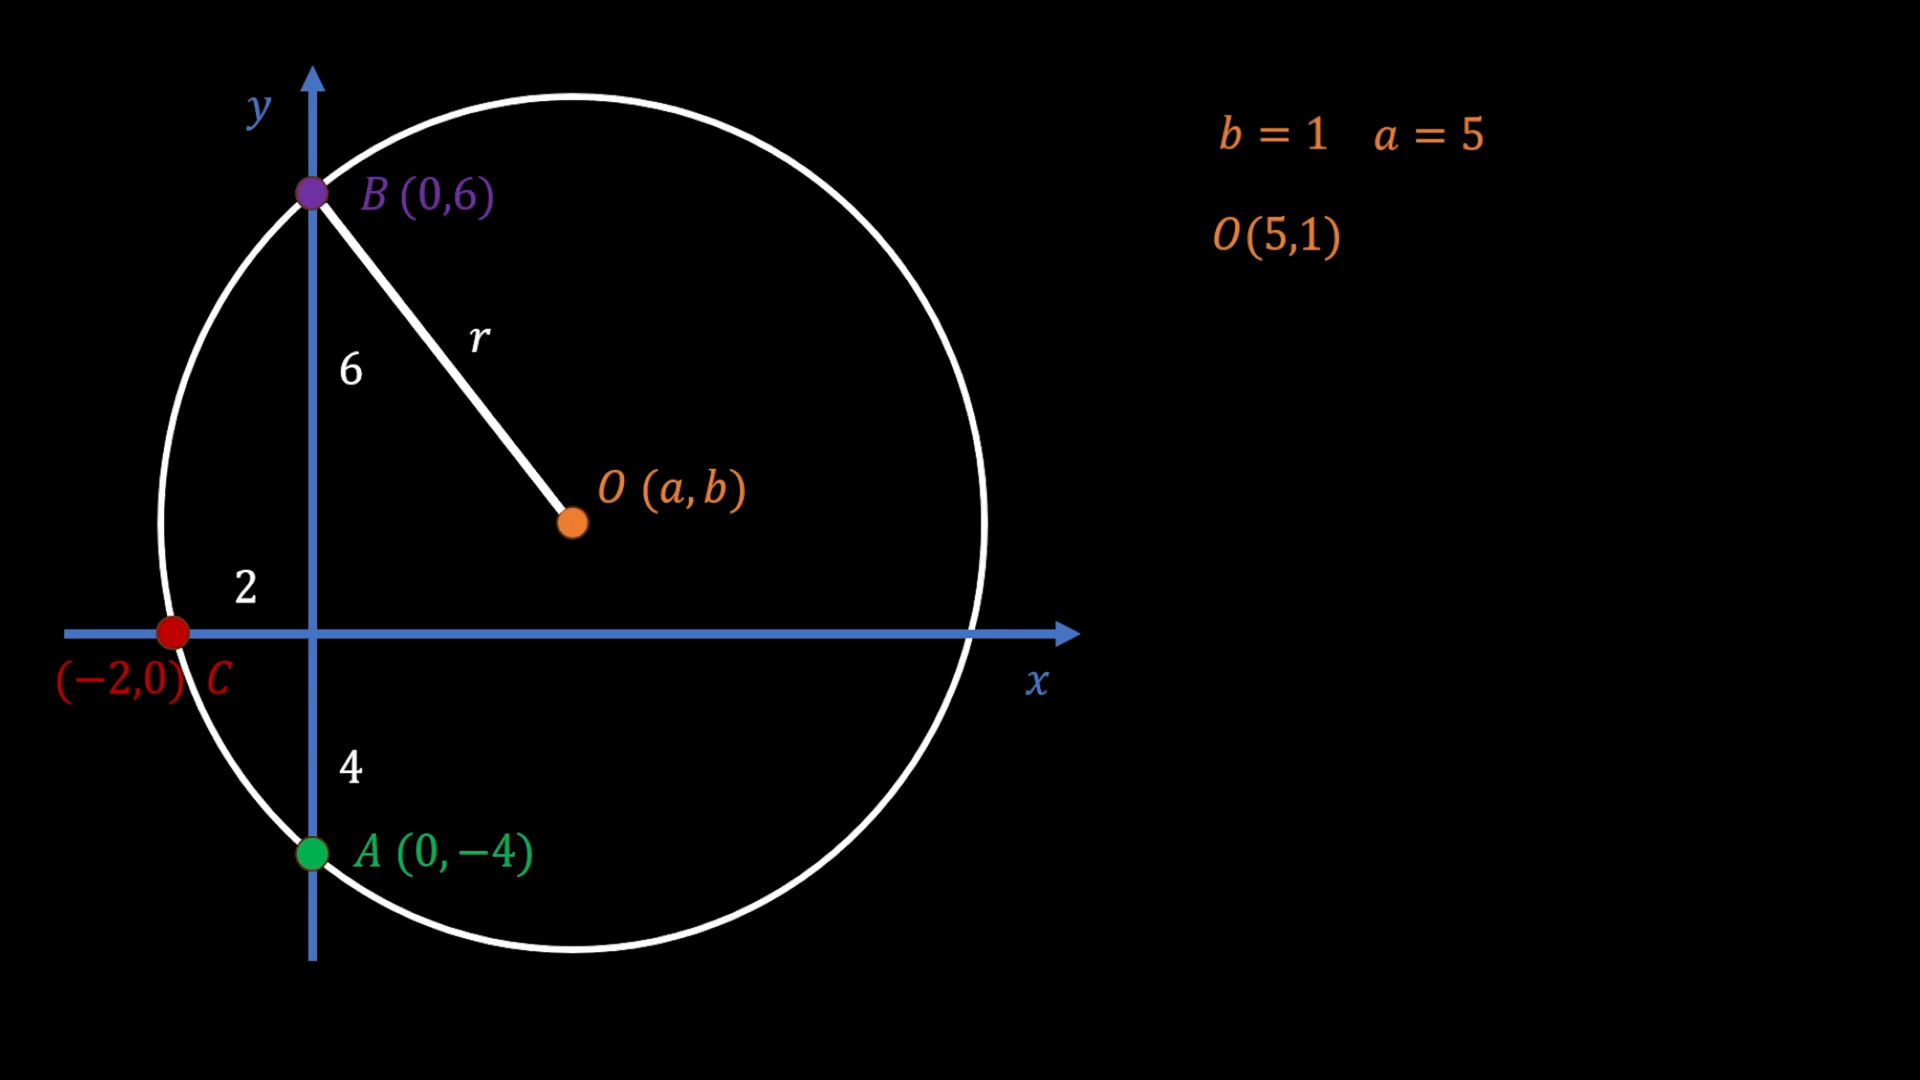 y
b = 1 a = 5
B (0,6)
O(5,1)
r
6
O (a, b)
2
(−2,0) C
x
4
A (0, −4)